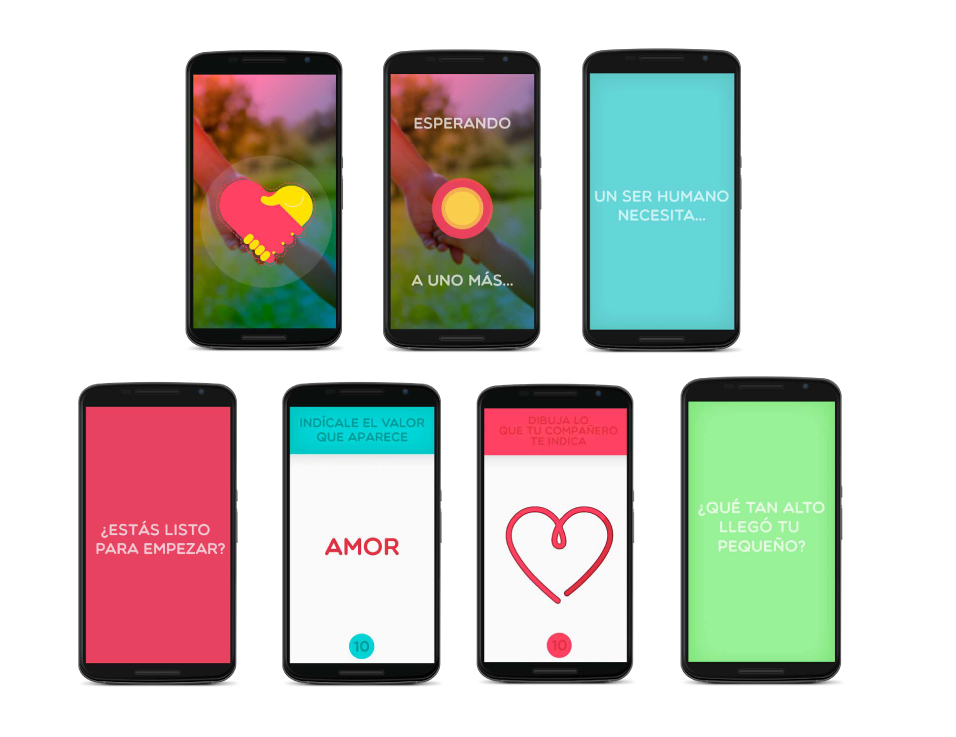 ESPERANDO
A UNO MÁS...
UN SER HUMANO
NECESITA...
¿ESTÁS LISTO
PARA EMPEZAR?
INDÍCALE EL VALOR
QUE APARECE
AMOR
10
DIBUJA LO
QUE TU COMPAÑERO
TE INDICA
10
¿QUÉ TAN ALTO
LLEGÓ TU
PEQUEÑO?